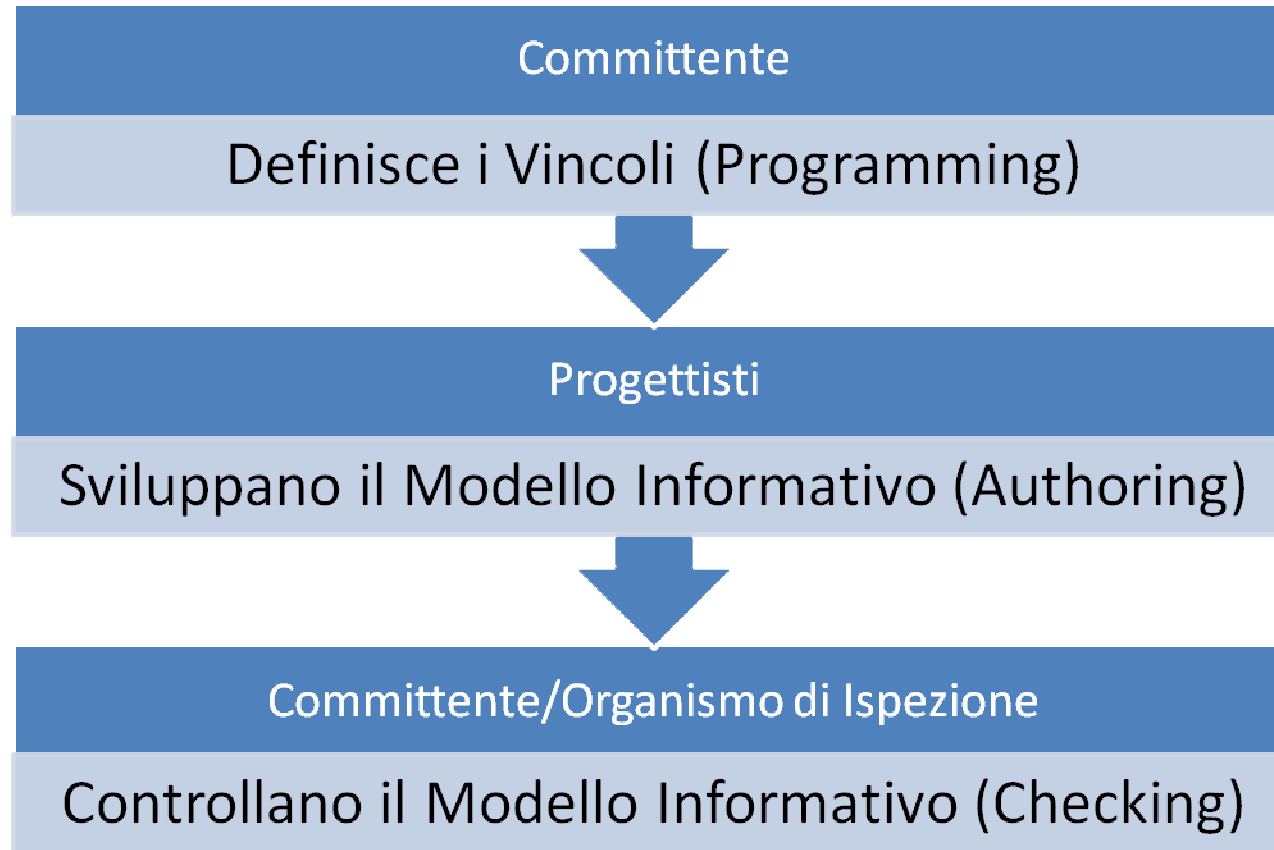 Committente
Definisce i Vincoli (Programming)
Progettisti
Sviluppano il Modello Informativo (Authoring)
Committente/Organismo di Ispezione
Controllano il Modello Informativo (Checking)